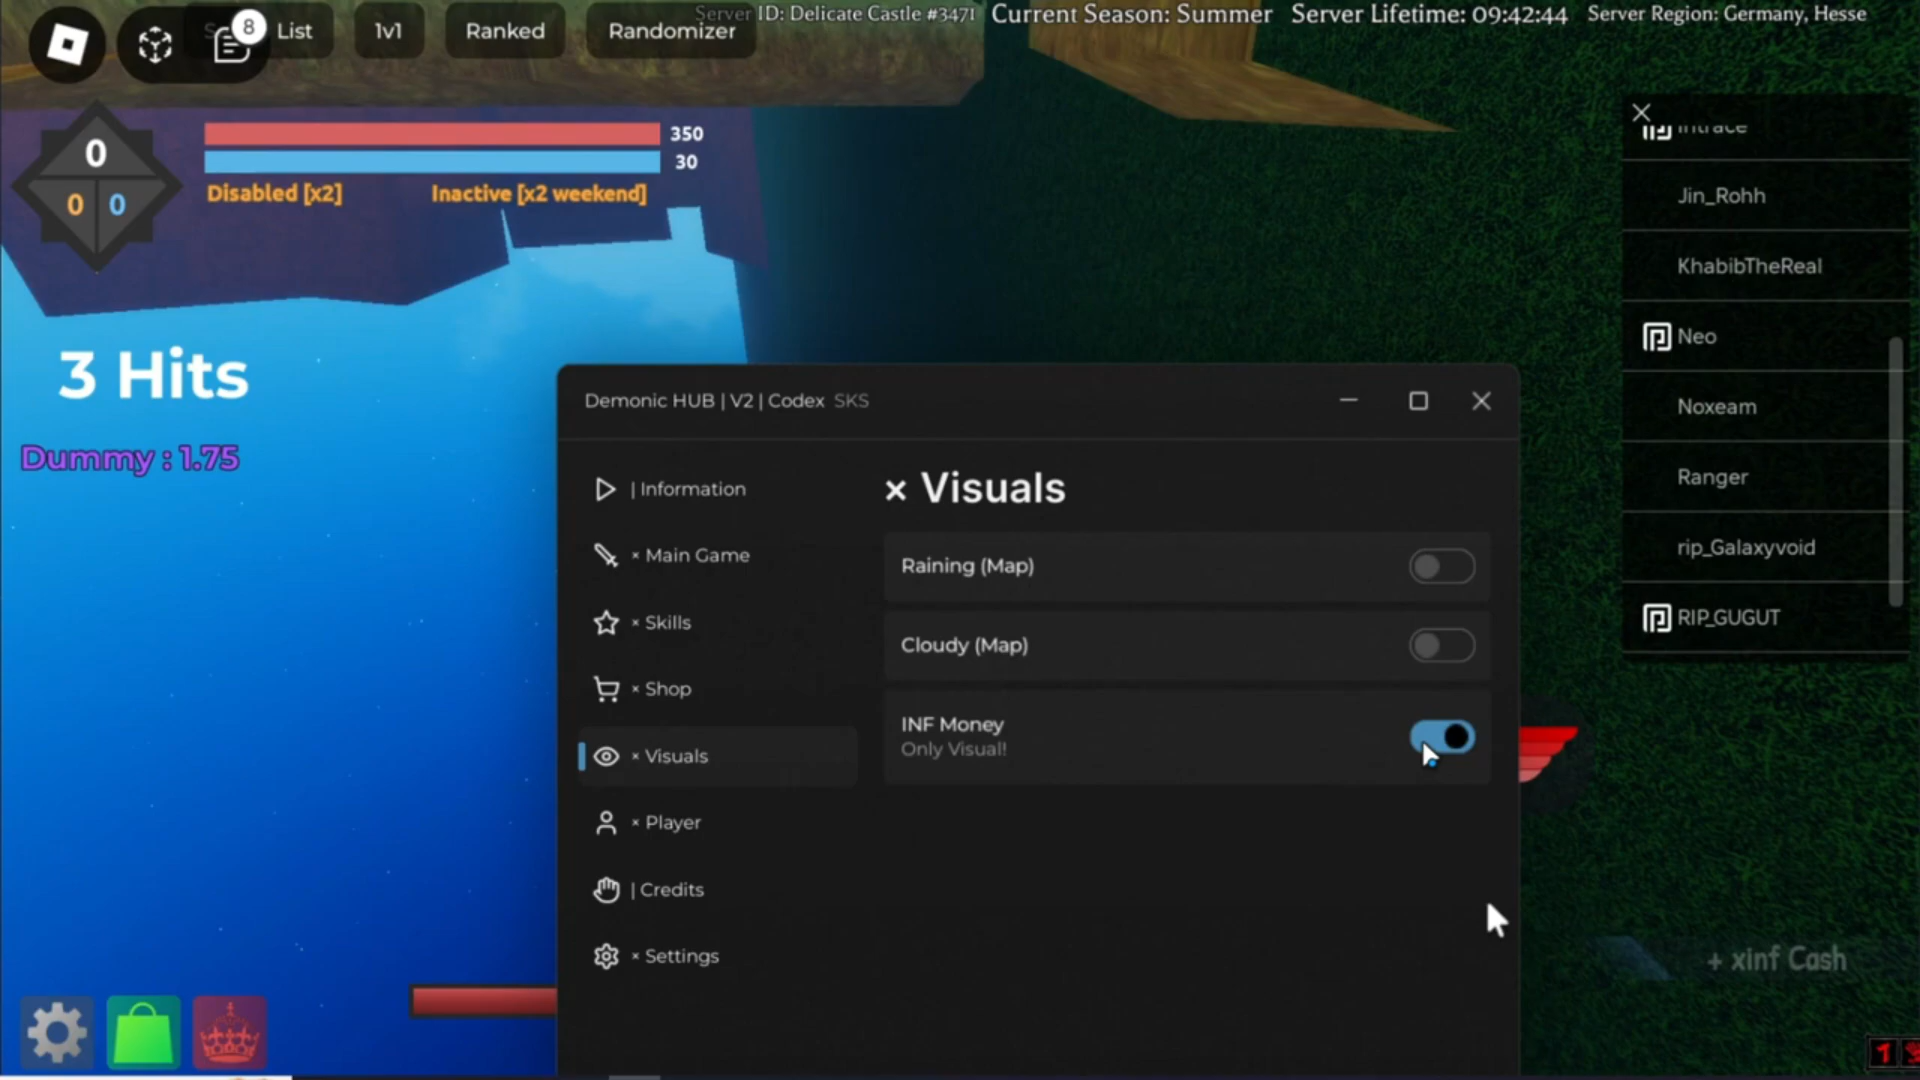 Server ID: Delicate Castle #3471 Current Season: Summer Server Lifetime: 09:42:44 Server Region: Germany, Hesse
8 List 1v1 Ranked Randomizer
0
0 0
350
30
Disabled [x2] Inactive [x2 weekend]
3 Hits
Dummy : 1.75
Intrace
Jin_Rohh
KhabibTheReal
Neo
Noxeam
Ranger
rip_Galaxyvoid
RIP_GUGUT
Demonic HUB | V2 | Codex SKS
| Information
× Main Game
× Skills
× Shop
× Visuals
× Player
| Credits
× Settings
× Visuals
Raining (Map)
Cloudy (Map)
INF Money
Only Visual!
+ xinf Cash
1